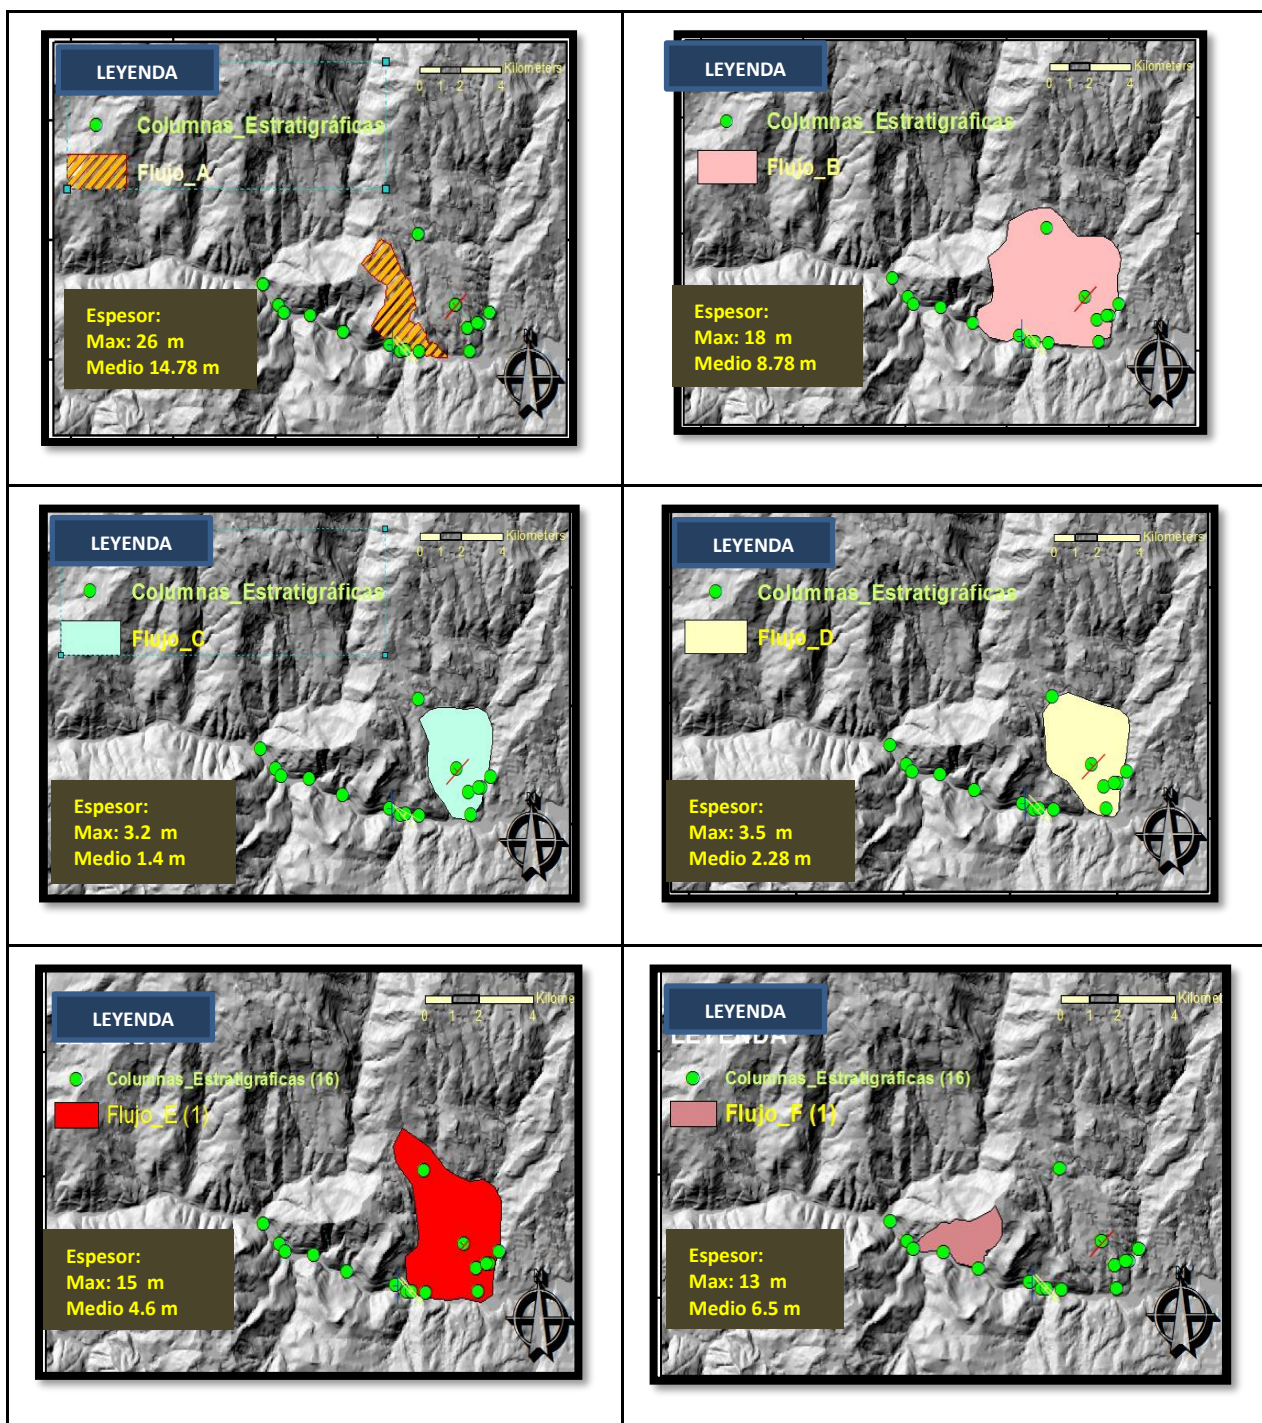 LEYENDA
Kilometers
0 1 2 4
Columnas_Estratigráficas
Flujo_A
Espesor:
Max: 26 m
Medio 14.78 m
LEYENDA
Kilometers
0 1 2 4
Columnas_Estratigráficas
Flujo_B
Espesor:
Max: 18 m
Medio 8.78 m
LEYENDA
Kilometers
0 1 2 4
Columnas_Estratigráficas
Flujo_C
Espesor:
Max: 3.2 m
Medio 1.4 m
LEYENDA
Kilometers
0 1 2 4
Columnas_Estratigráficas
Flujo_D
Espesor:
Max: 3.5 m
Medio 2.28 m
LEYENDA
Kilome
0 1 2 4
Columnas_Estratigráficas (16)
Flujo_E (1)
Espesor:
Max: 15 m
Medio 4.6 m
LEYENDA
LEYENDA
Kilomet
0 1 2 4
Columnas_Estratigráficas (16)
Flujo_F (1)
Espesor:
Max: 13 m
Medio 6.5 m